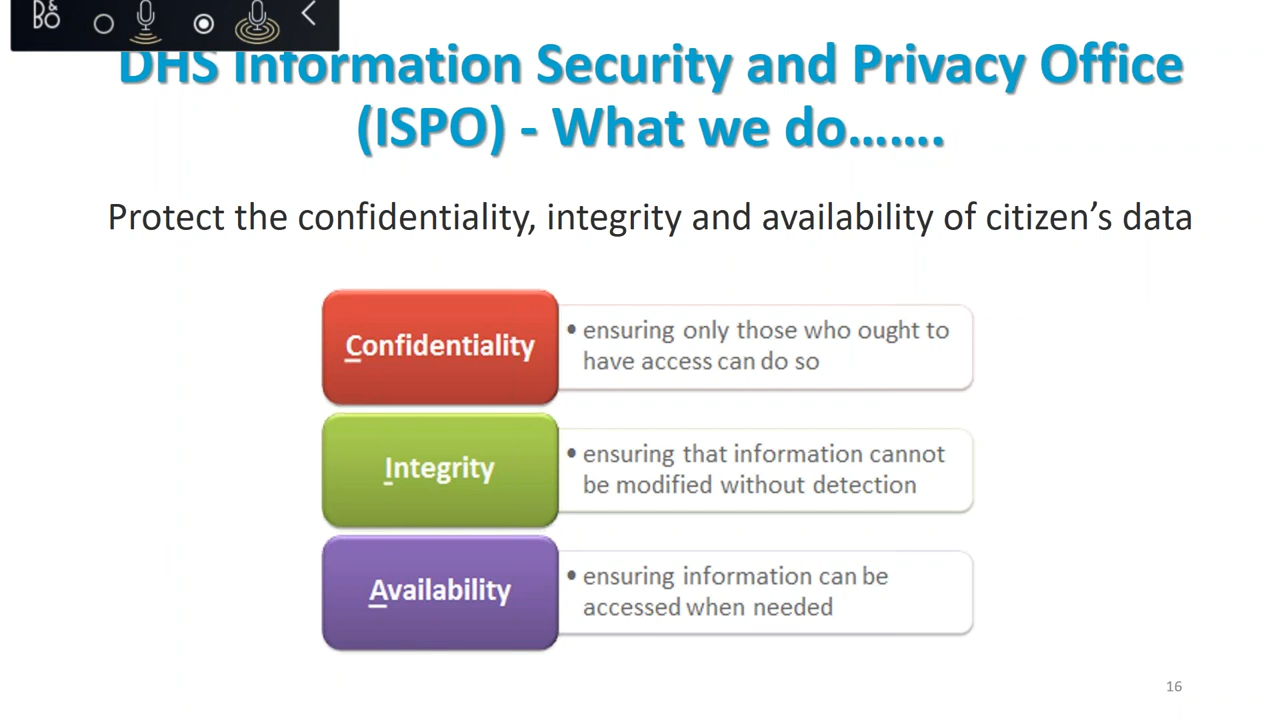 B&O
DHS Information Security and Privacy Office
(ISPO) - What we do…….
Protect the confidentiality, integrity and availability of citizen’s data
Confidentiality
• ensuring only those who ought to
have access can do so
Integrity
• ensuring that information cannot
be modified without detection
Availability
• ensuring information can be
accessed when needed
16